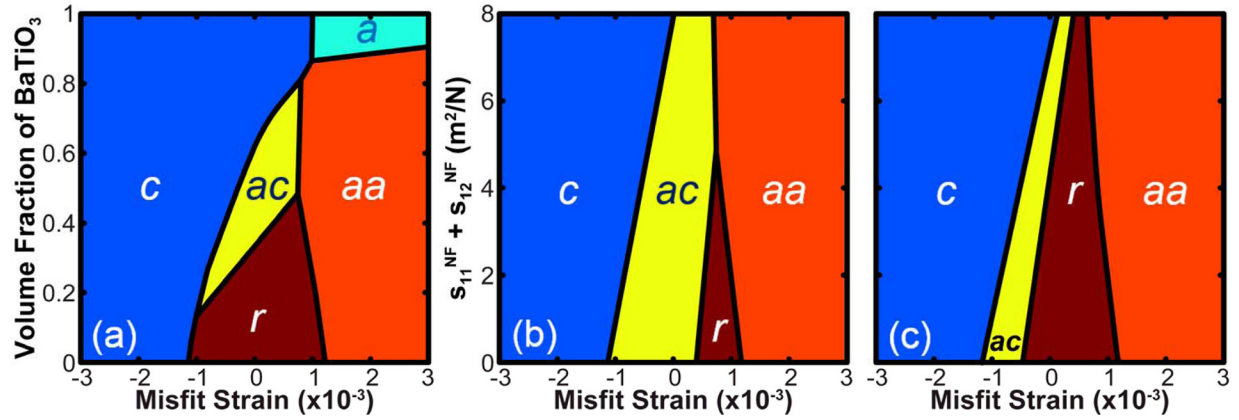 Volume Fraction of BaTiO3
1
0.8
0.6
0.4
0.2
0
a
c
ac
aa
r
(a)
-3 -2 -1 0 1 2 3
Misfit Strain (x10-3)
s11NF + s12NF (m2/N)
8
6
4
2
0
c
ac
aa
r
(b)
-3 -2 -1 0 1 2 3
Misfit Strain (x10-3)
c
r
aa
ac
(c)
-3 -2 -1 0 1 2 3
Misfit Strain (x10-3)